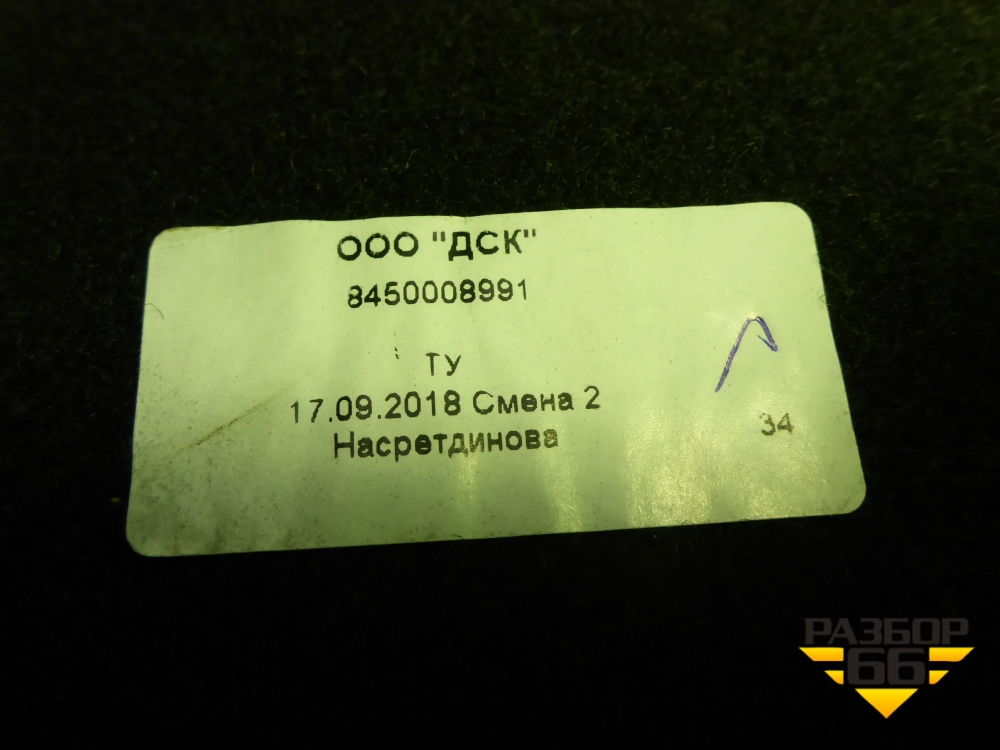 ООО "ДСК"
8450008991
ТУ
17.09.2018 Смена 2
Насретдинова
34
РАЗБОР
66